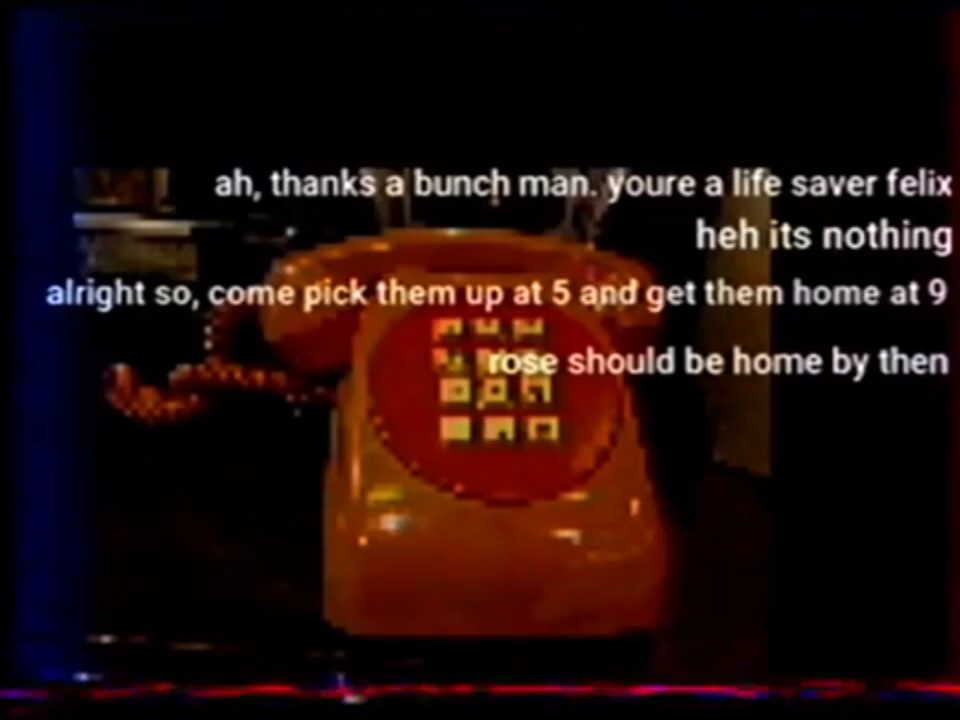 ah, thanks a bunch man. youre a life saver felix
heh its nothing
alright so, come pick them up at 5 and get them home at 9
rose should be home by then